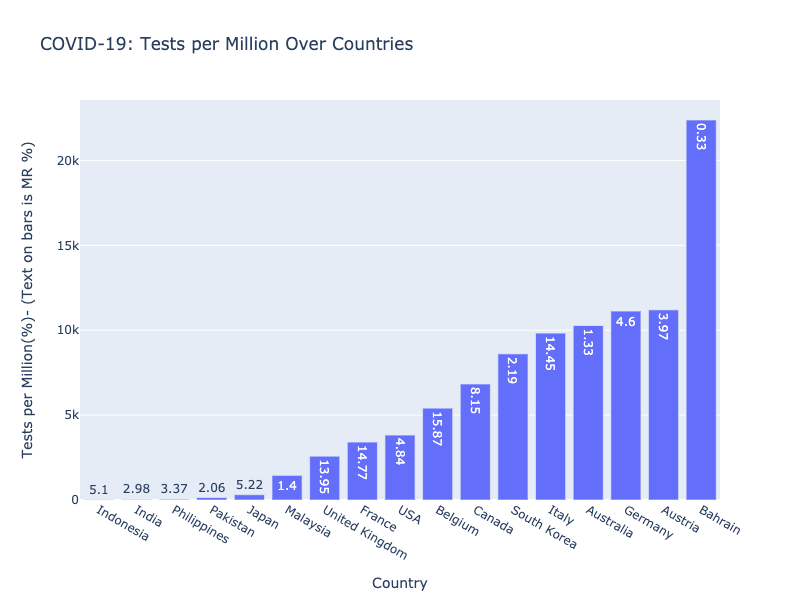 COVID-19: Tests per Million Over Countries
Tests per Million(%)- (Text on bars is MR %)
20k
15k
10k
5k
0
5.1
2.98
3.37
2.06
5.22
1.4
13.95
14.77
4.84
15.87
8.15
2.19
14.45
1.33
4.6
3.97
0.33
Indonesia
India
Philippines
Pakistan
Japan
Malaysia
United Kingdom
France
USA
Belgium
Canada
South Korea
Italy
Australia
Germany
Austria
Bahrain
Country